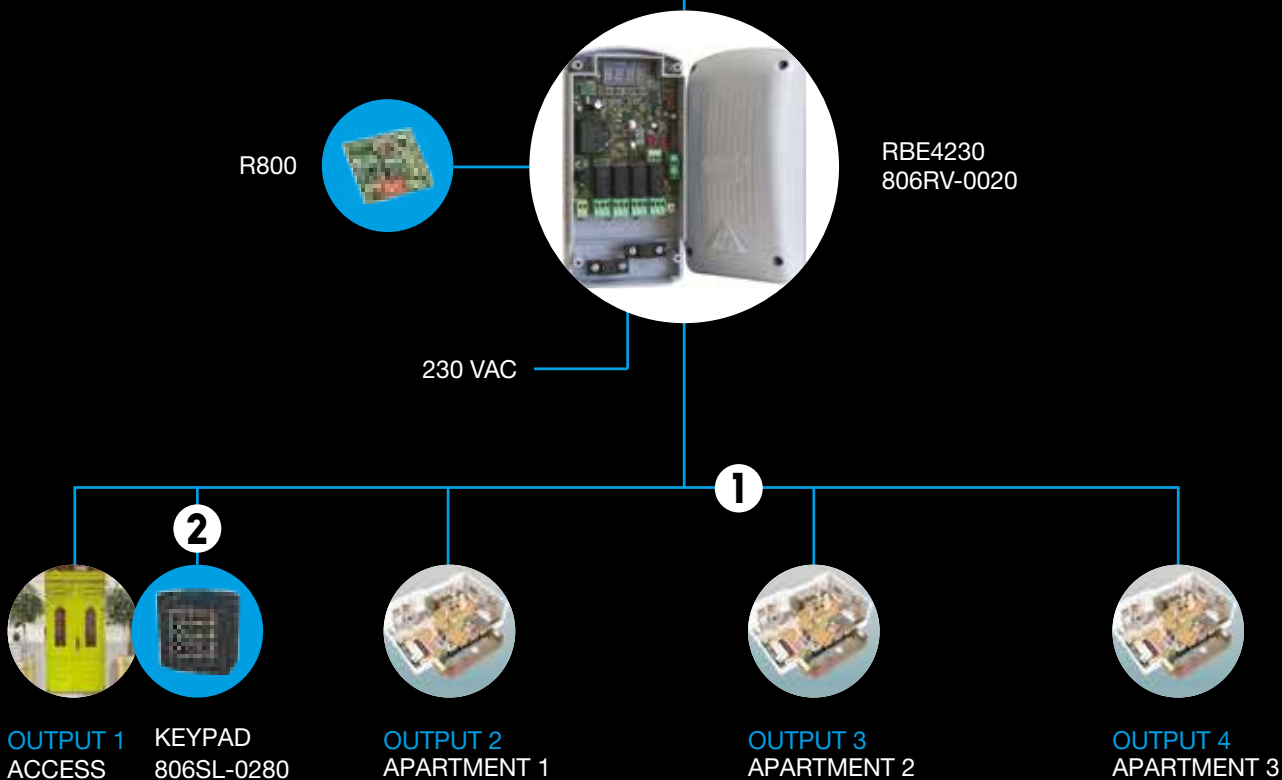 R800
RBE4230
806RV-0020
230 VAC
1
2
OUTPUT 1
ACCESS
KEYPAD
806SL-0280
OUTPUT 2
APARTMENT 1
OUTPUT 3
APARTMENT 2
OUTPUT 4
APARTMENT 3